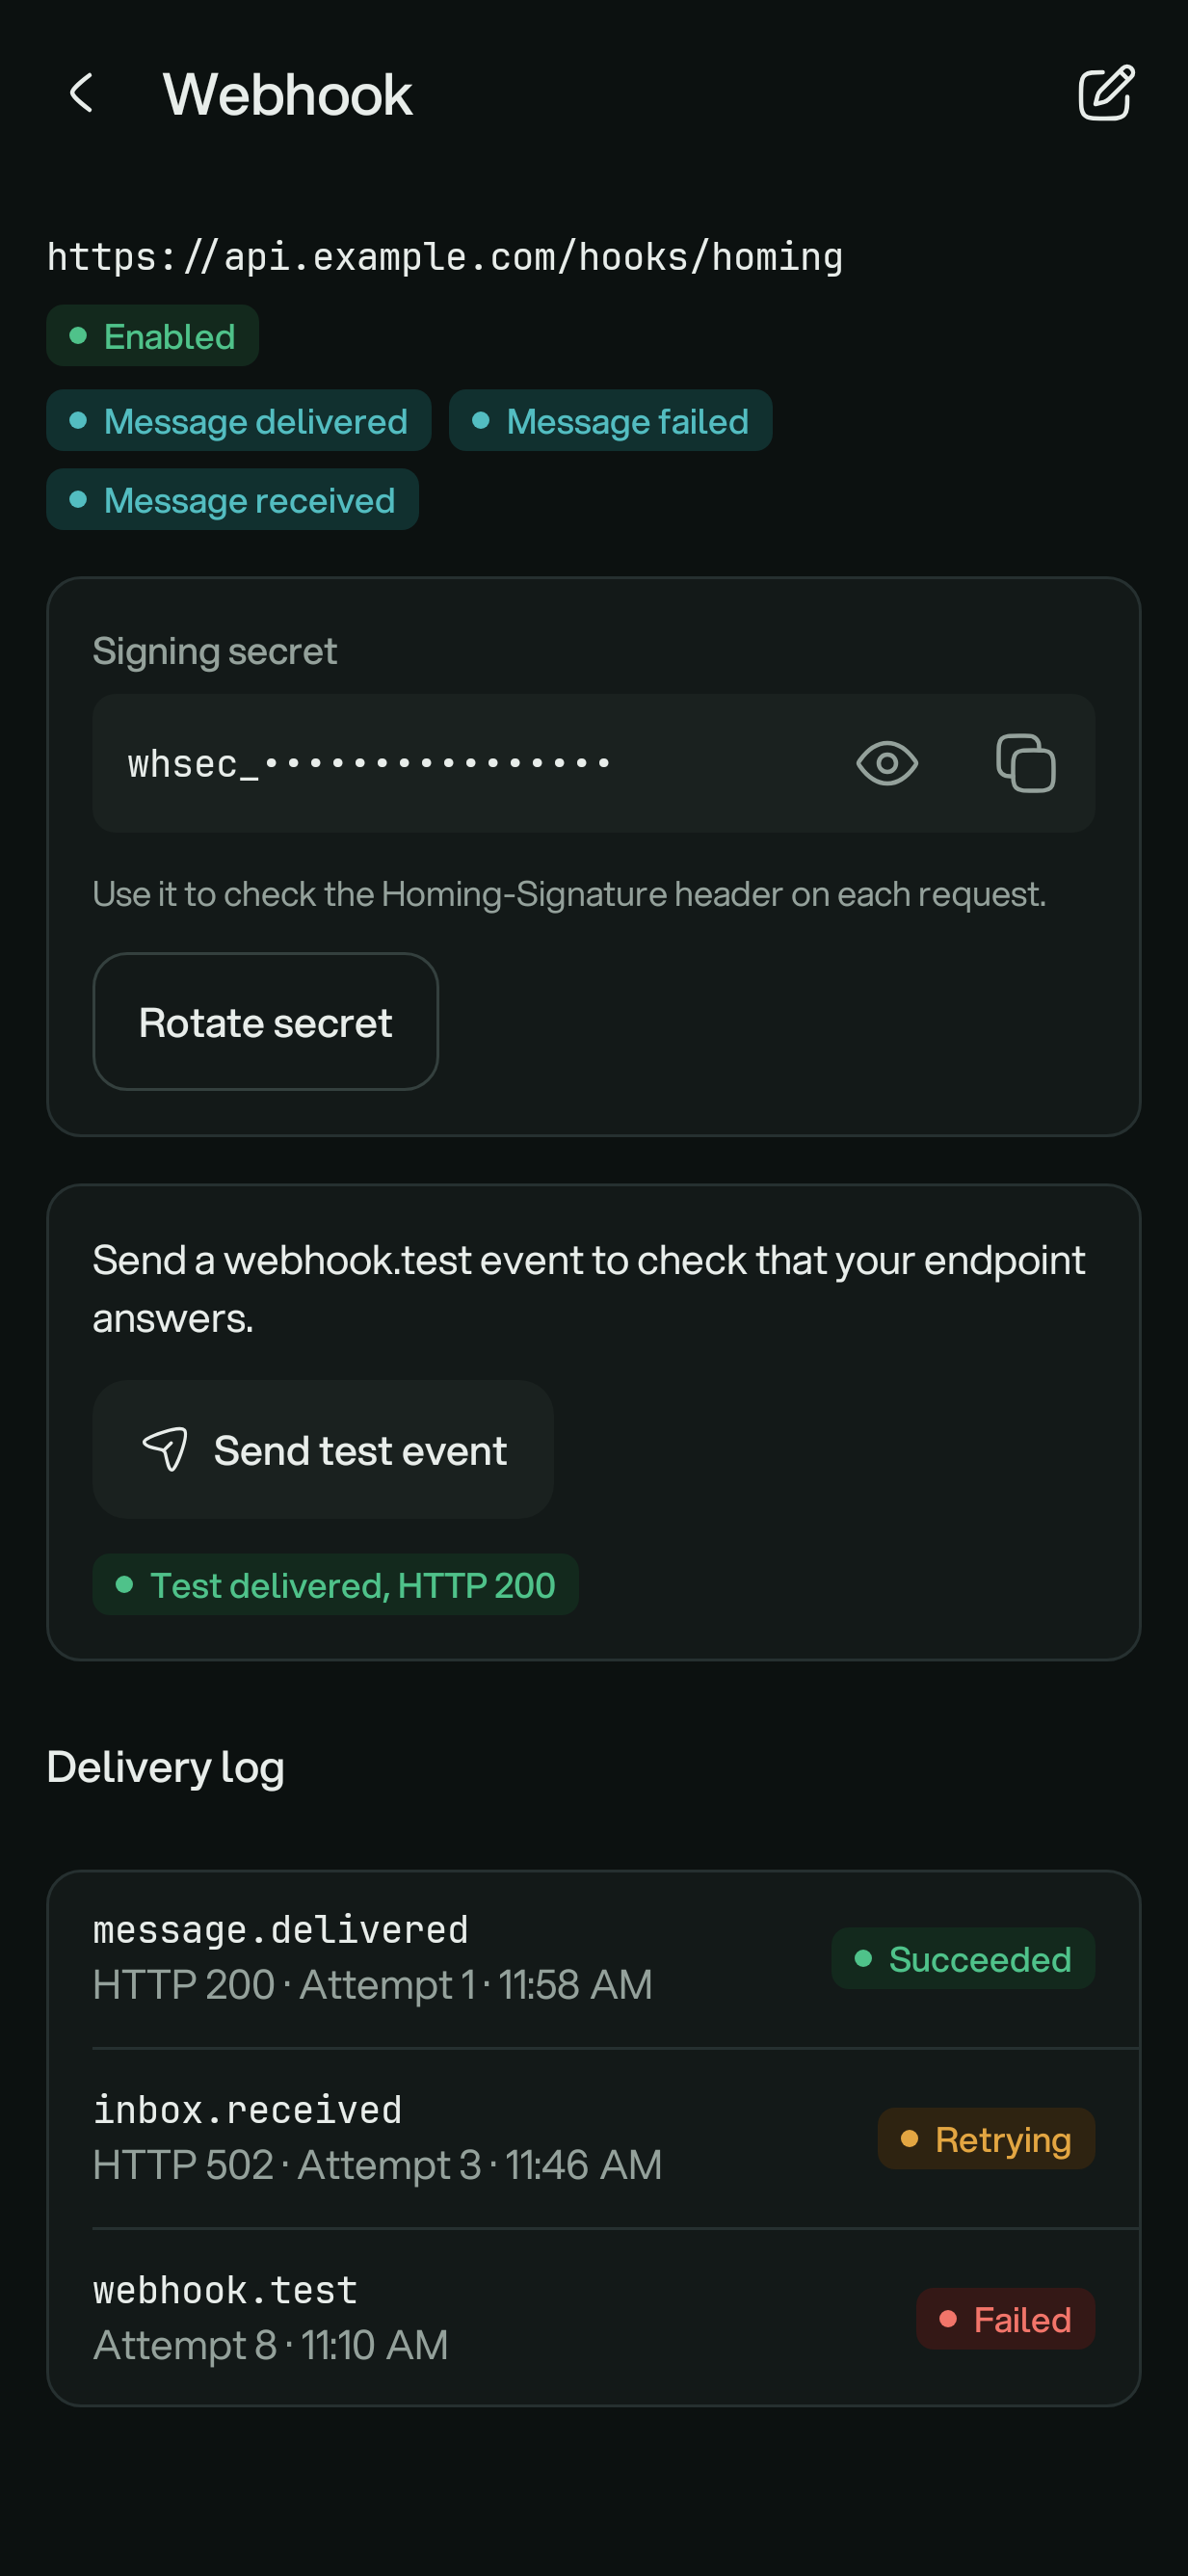 Webhook
https://api.example.com/hooks/homing
Enabled
Message delivered Message failed
Message received
Signing secret
whsec_••••••••••••••••
Use it to check the Homing-Signature header on each request.
Rotate secret
Send a webhook.test event to check that your endpoint
answers.
Send test event
Test delivered, HTTP 200
Delivery log
message.delivered
HTTP 200 · Attempt 1 · 11:58 AM
Succeeded
inbox.received
HTTP 502 · Attempt 3 · 11:46 AM
Retrying
webhook.test
Attempt 8 · 11:10 AM
Failed